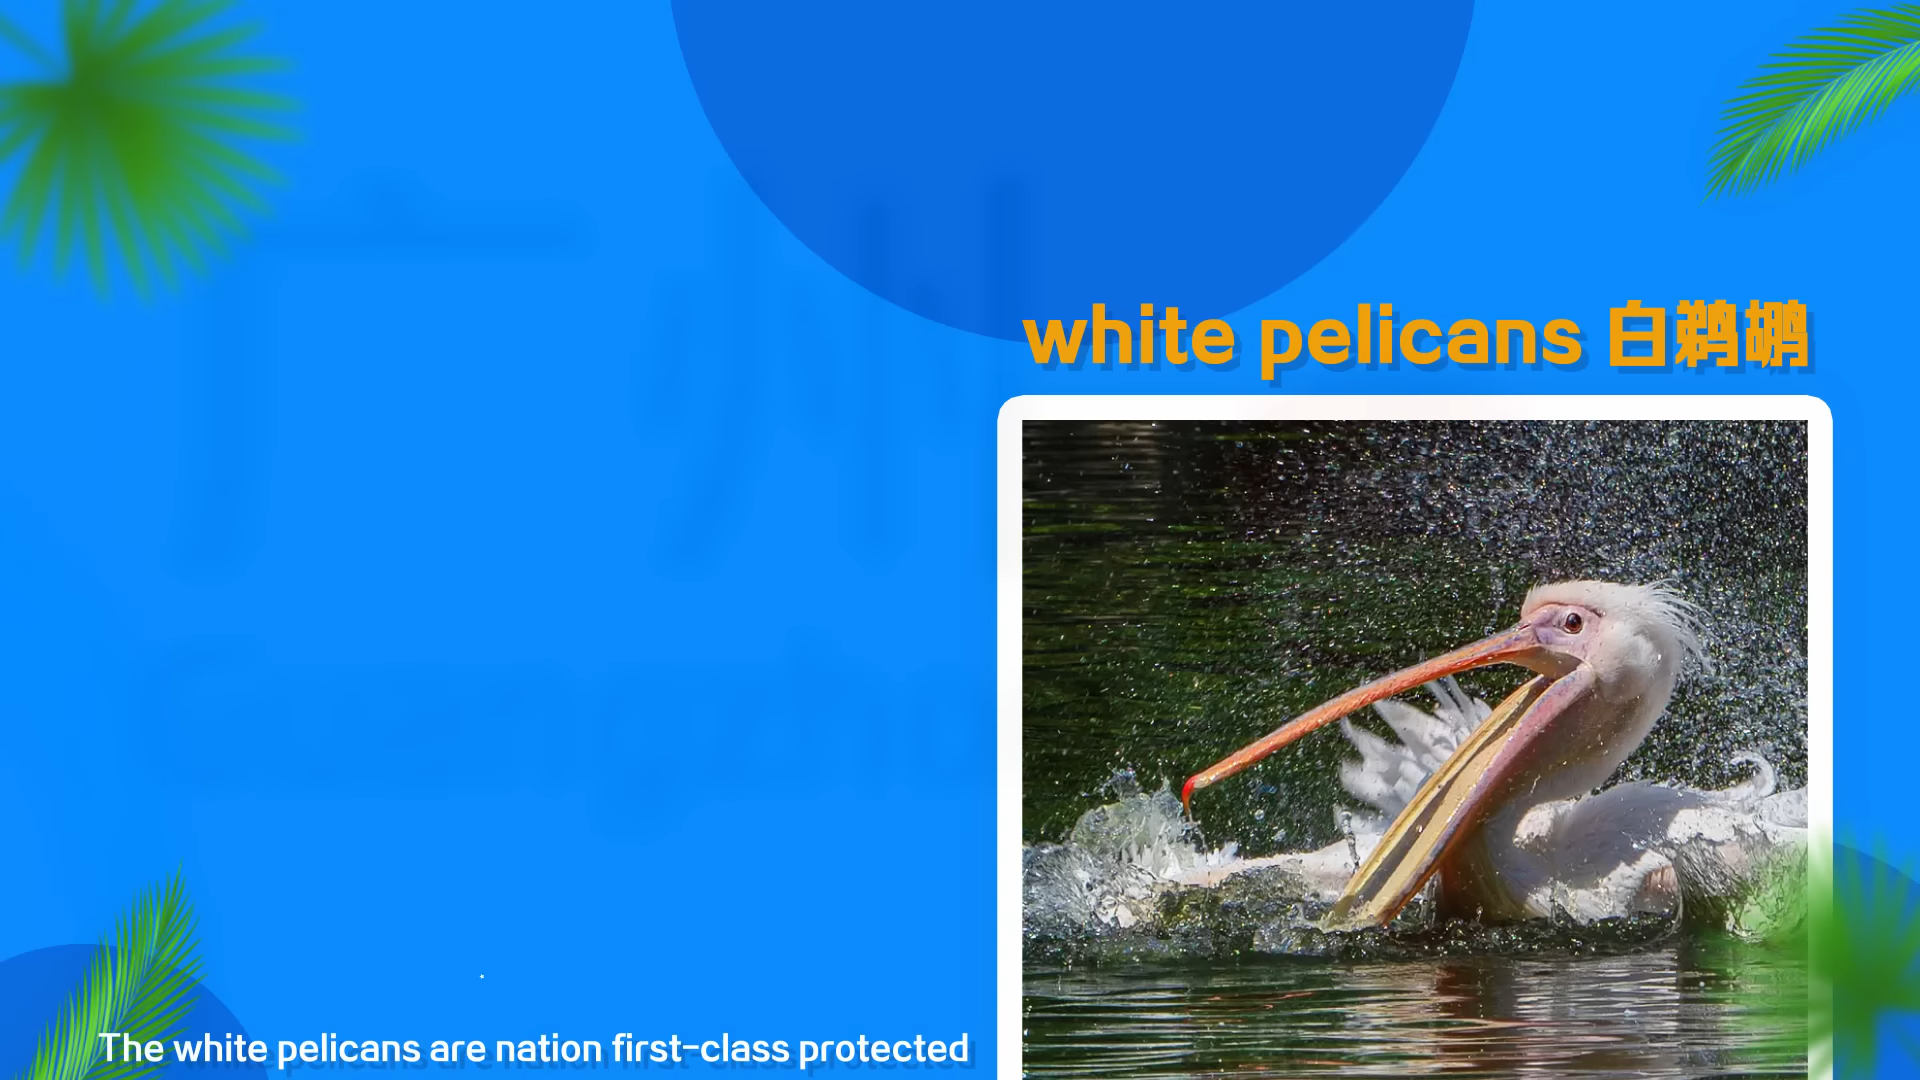 white pelicans 白鹈鹕
The white pelicans are nation first-class protected